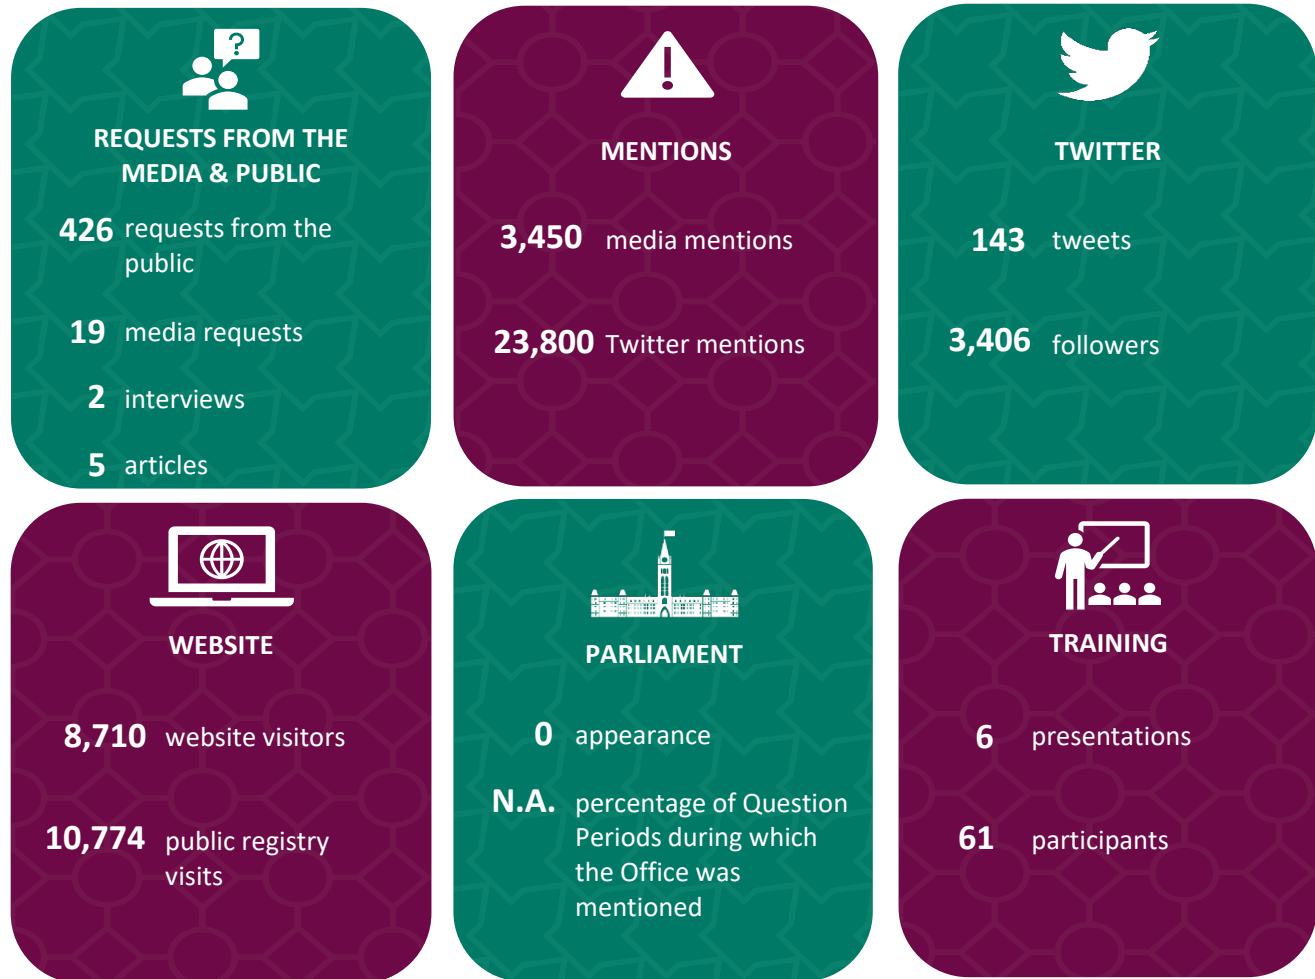 ?
REQUESTS FROM THE
MEDIA & PUBLIC
426 requests from the
public
19 media requests
2 interviews
5 articles
!
MENTIONS
3,450 media mentions
23,800 Twitter mentions
TWITTER
143 tweets
3,406 followers
WEBSITE
8,710 website visitors
10,774 public registry
visits
PARLIAMENT
0 appearance
N.A. percentage of Question
Periods during which
the Office was
mentioned
TRAINING
6 presentations
61 participants